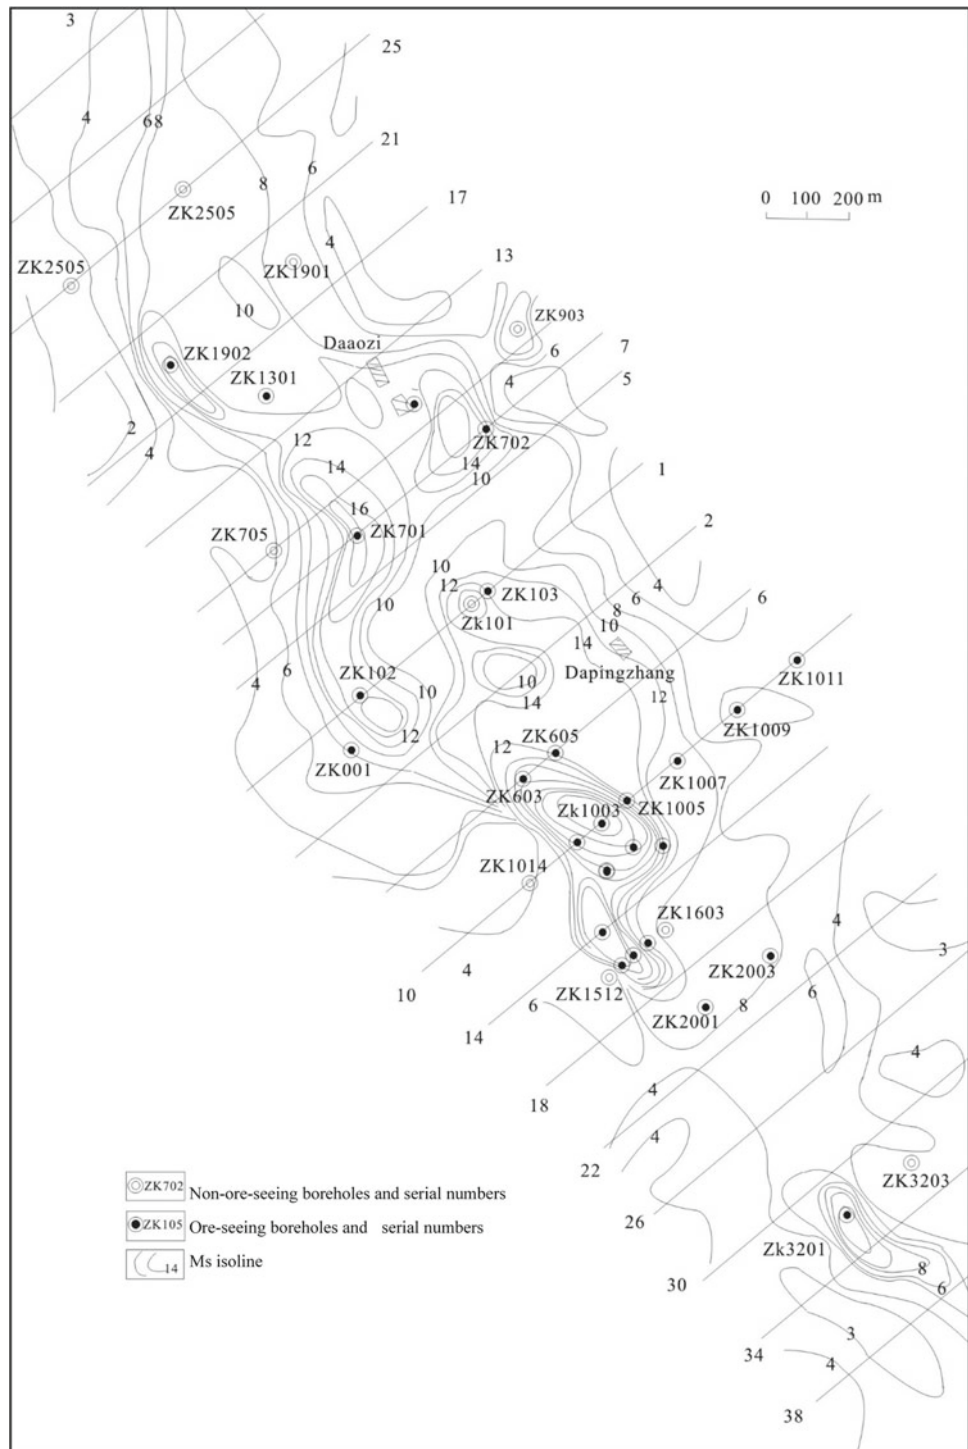 3
25
4
68
21
6
8
17
0 100 200 m
ZK2505
4
ZK2505
ZK1901
13
10
ZK903
Daaozi
7
6
ZK1902
ZK1301
4
5
2
12
ZK702
4
14
14
10
1
16
ZK705
ZK701
2
10
4
12
ZK103
6
6
10
Zk101
8
10
14
Dapingzhang
ZK1011
6
4
ZK102
10
10
14
12
ZK1009
12
ZK605
12
ZK001
ZK1007
ZK603
Zk1003
ZK1005
ZK1014
ZK1603
4
3
4
ZK2003
10
ZK1512
6
6
ZK2001
8
14
4
4
18
4
22
ZK3203
ZK702 Non-ore-seeing boreholes and serial numbers
26
ZK105 Ore-seeing boreholes and serial numbers
Zk3201
14 Ms isoline
8
30
6
3
34
4
38